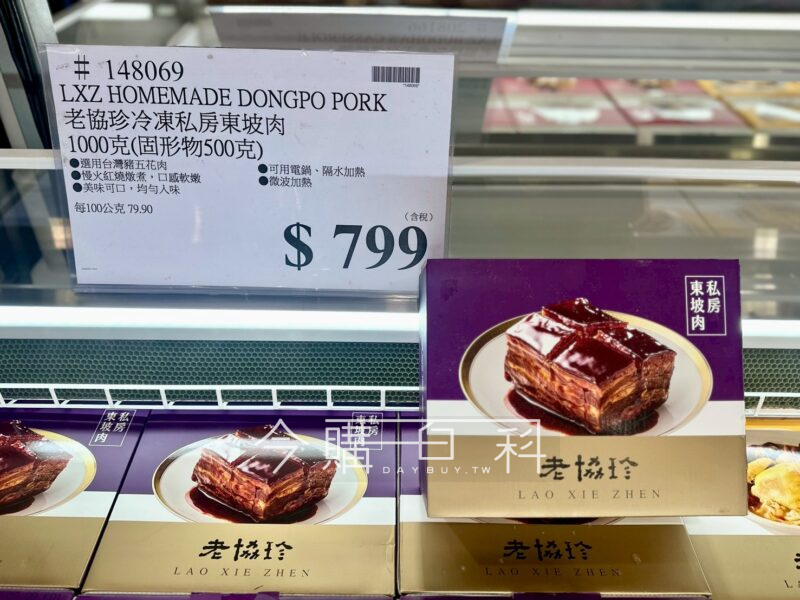 # 148069
LXZ HOMEMADE DONGPO PORK
老協珍冷凍私房東坡肉
1000克(固形物500克)
●選用台灣豬五花肉
●慢火紅燒燉煮，口感軟嫩
●美味可口，均勻入味
●可用電鍋、隔水加熱
●微波加熱
每100公克 79.90
(含稅)
$ 799
私房
東坡肉
老協珍
LAO XIE ZHEN
私房
東坡肉
私房
東坡肉
今購百科
DAYBUY.TW
老協珍
LAO XIE ZHEN
老協珍
LAO XIE ZHEN